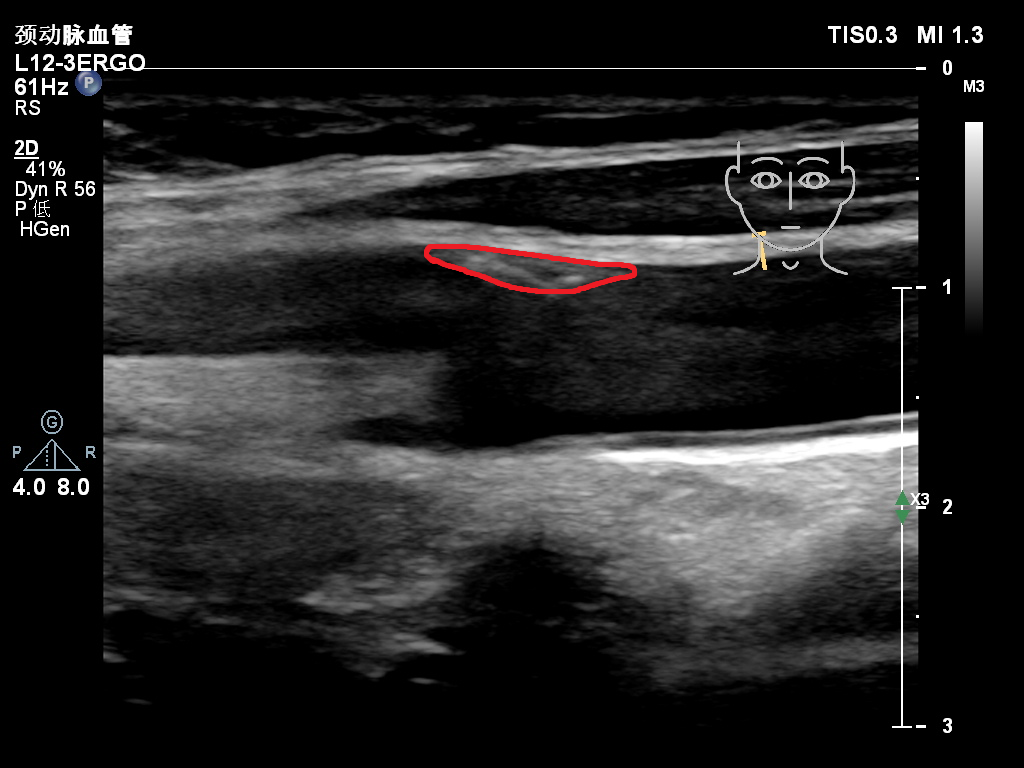 颈动脉血管
TIS0.3 MI 1.3
L12-3ERGO
61Hz P
RS
2D
41%
Dyn R 56
P 低
HGen
0
M3
1
G
P R
4.0 8.0
X3
2
3